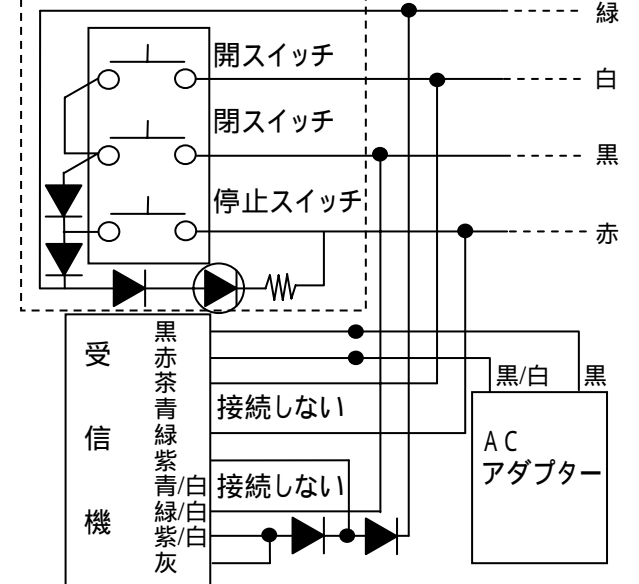 緑
開スイッチ
白
閉スイッチ
黒
停止スイッチ
赤
受信機
黒
赤
茶
青
接続しない
緑
紫
青/白
接続しない
緑/白
紫/白
灰
黒/白
黒
AC
アダプター